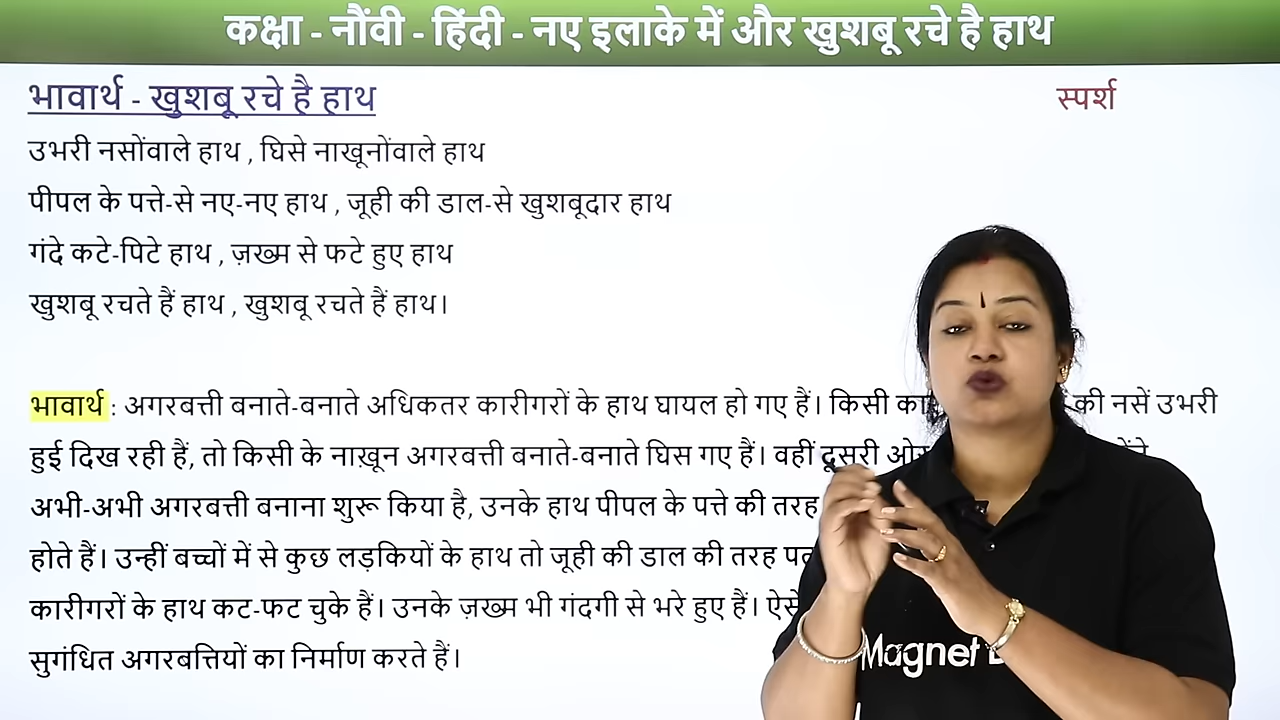 कक्षा - नौंवी - हिंदी - नए इलाके में और खुशबू रचे है हाथ
भावार्थ - खुशबू रचे है हाथ
स्पर्श
उभरी नसोंवाले हाथ , घिसे नाखूनोंवाले हाथ
पीपल के पत्ते-से नए-नए हाथ , जूही की डाल-से खुशबूदार हाथ
गंदे कटे-पिटे हाथ , ज़ख्म से फटे हुए हाथ
खुशबू रचते हैं हाथ , खुशबू रचते हैं हाथ।
भावार्थ : अगरबत्ती बनाते-बनाते अधिकतर कारीगरों के हाथ घायल हो गए हैं। किसी की नसें उभरी
हुई दिख रही हैं, तो किसी के नाख़ून अगरबत्ती बनाते-बनाते घिस गए हैं। वहीं दूसरी
अभी-अभी अगरबत्ती बनाना शुरू किया है, उनके हाथ पीपल के पत्ते की तरह
होते हैं। उन्हीं बच्चों में से कुछ लड़कियों के हाथ तो जूही की डाल की तरह
कारीगरों के हाथ कट-फट चुके हैं। उनके ज़ख्म भी गंदगी से भरे हुए हैं।
सुगंधित अगरबत्तियों का निर्माण करते हैं।
Magnet